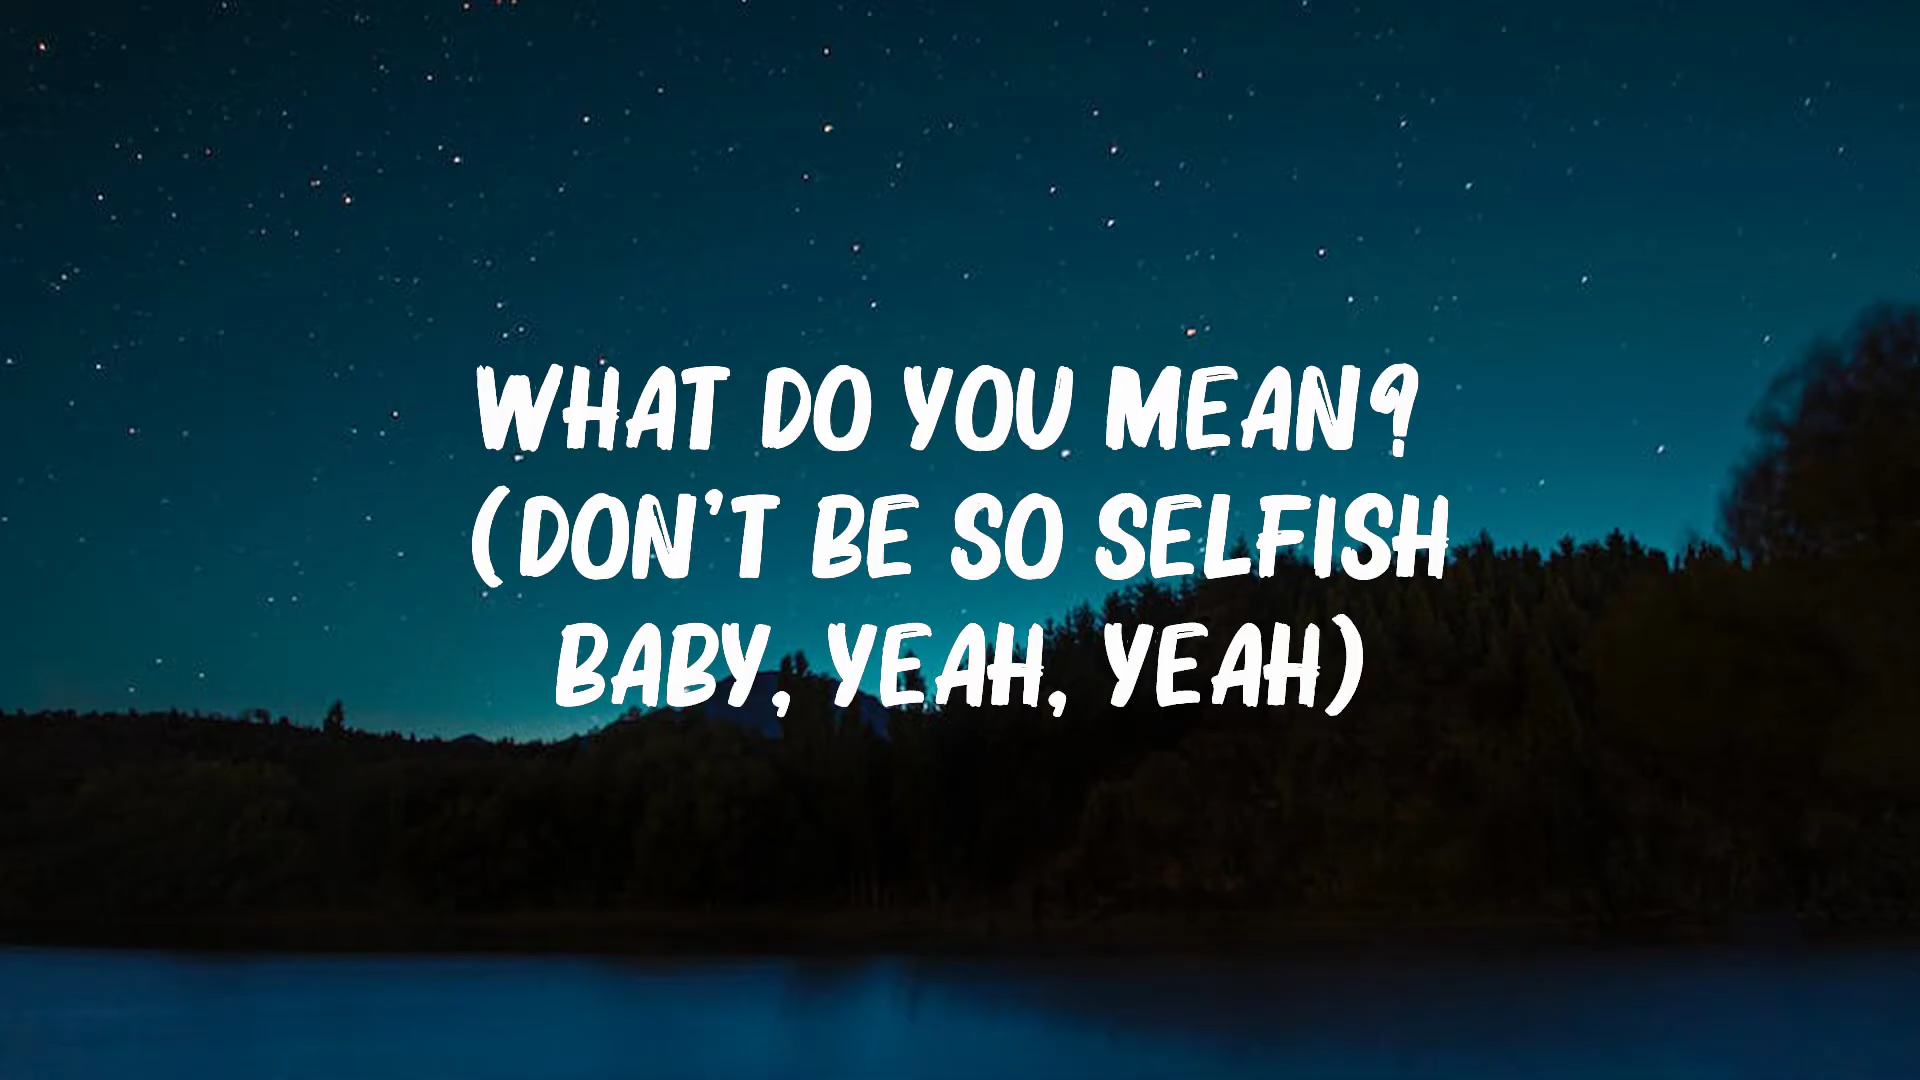 WHAT DO YOU MEAN?
(DON'T BE SO SELFISH
BABY, YEAH, YEAH)